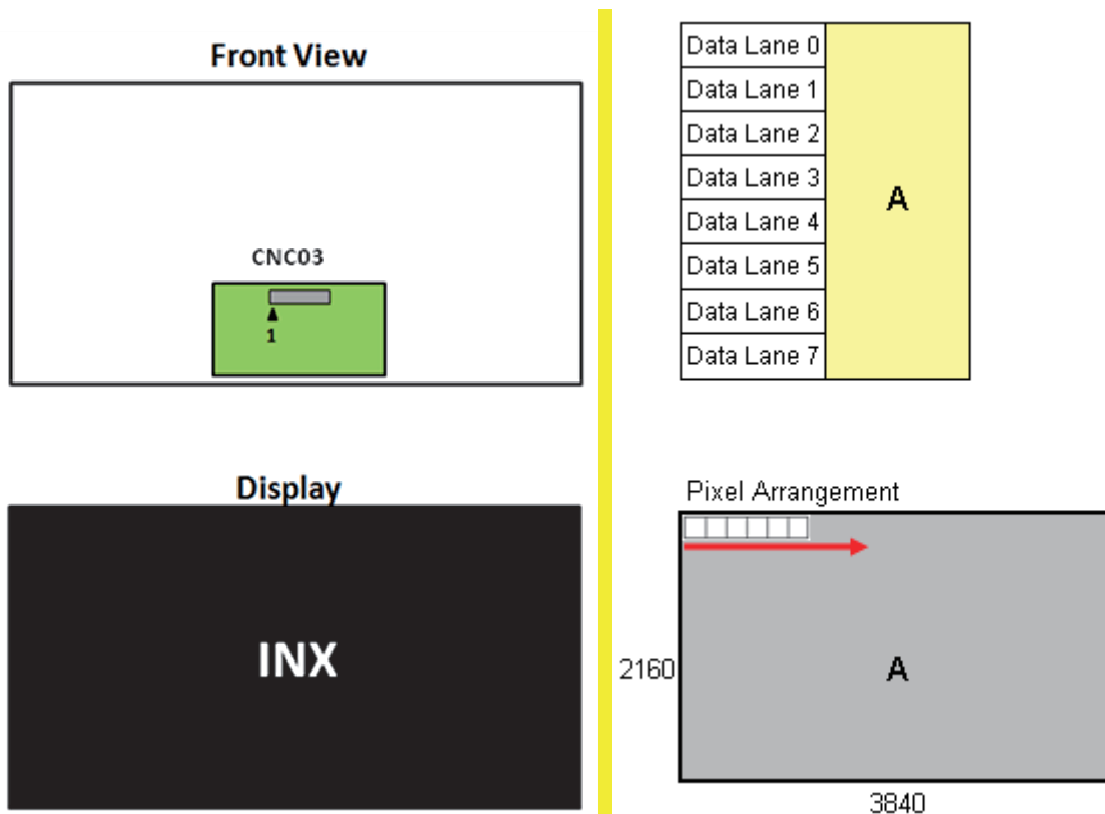 Front View
CNC03
1
Display
INX
Data Lane 0
Data Lane 1
Data Lane 2
Data Lane 3
Data Lane 4
Data Lane 5
Data Lane 6
Data Lane 7
A
Pixel Arrangement
2160
A
3840